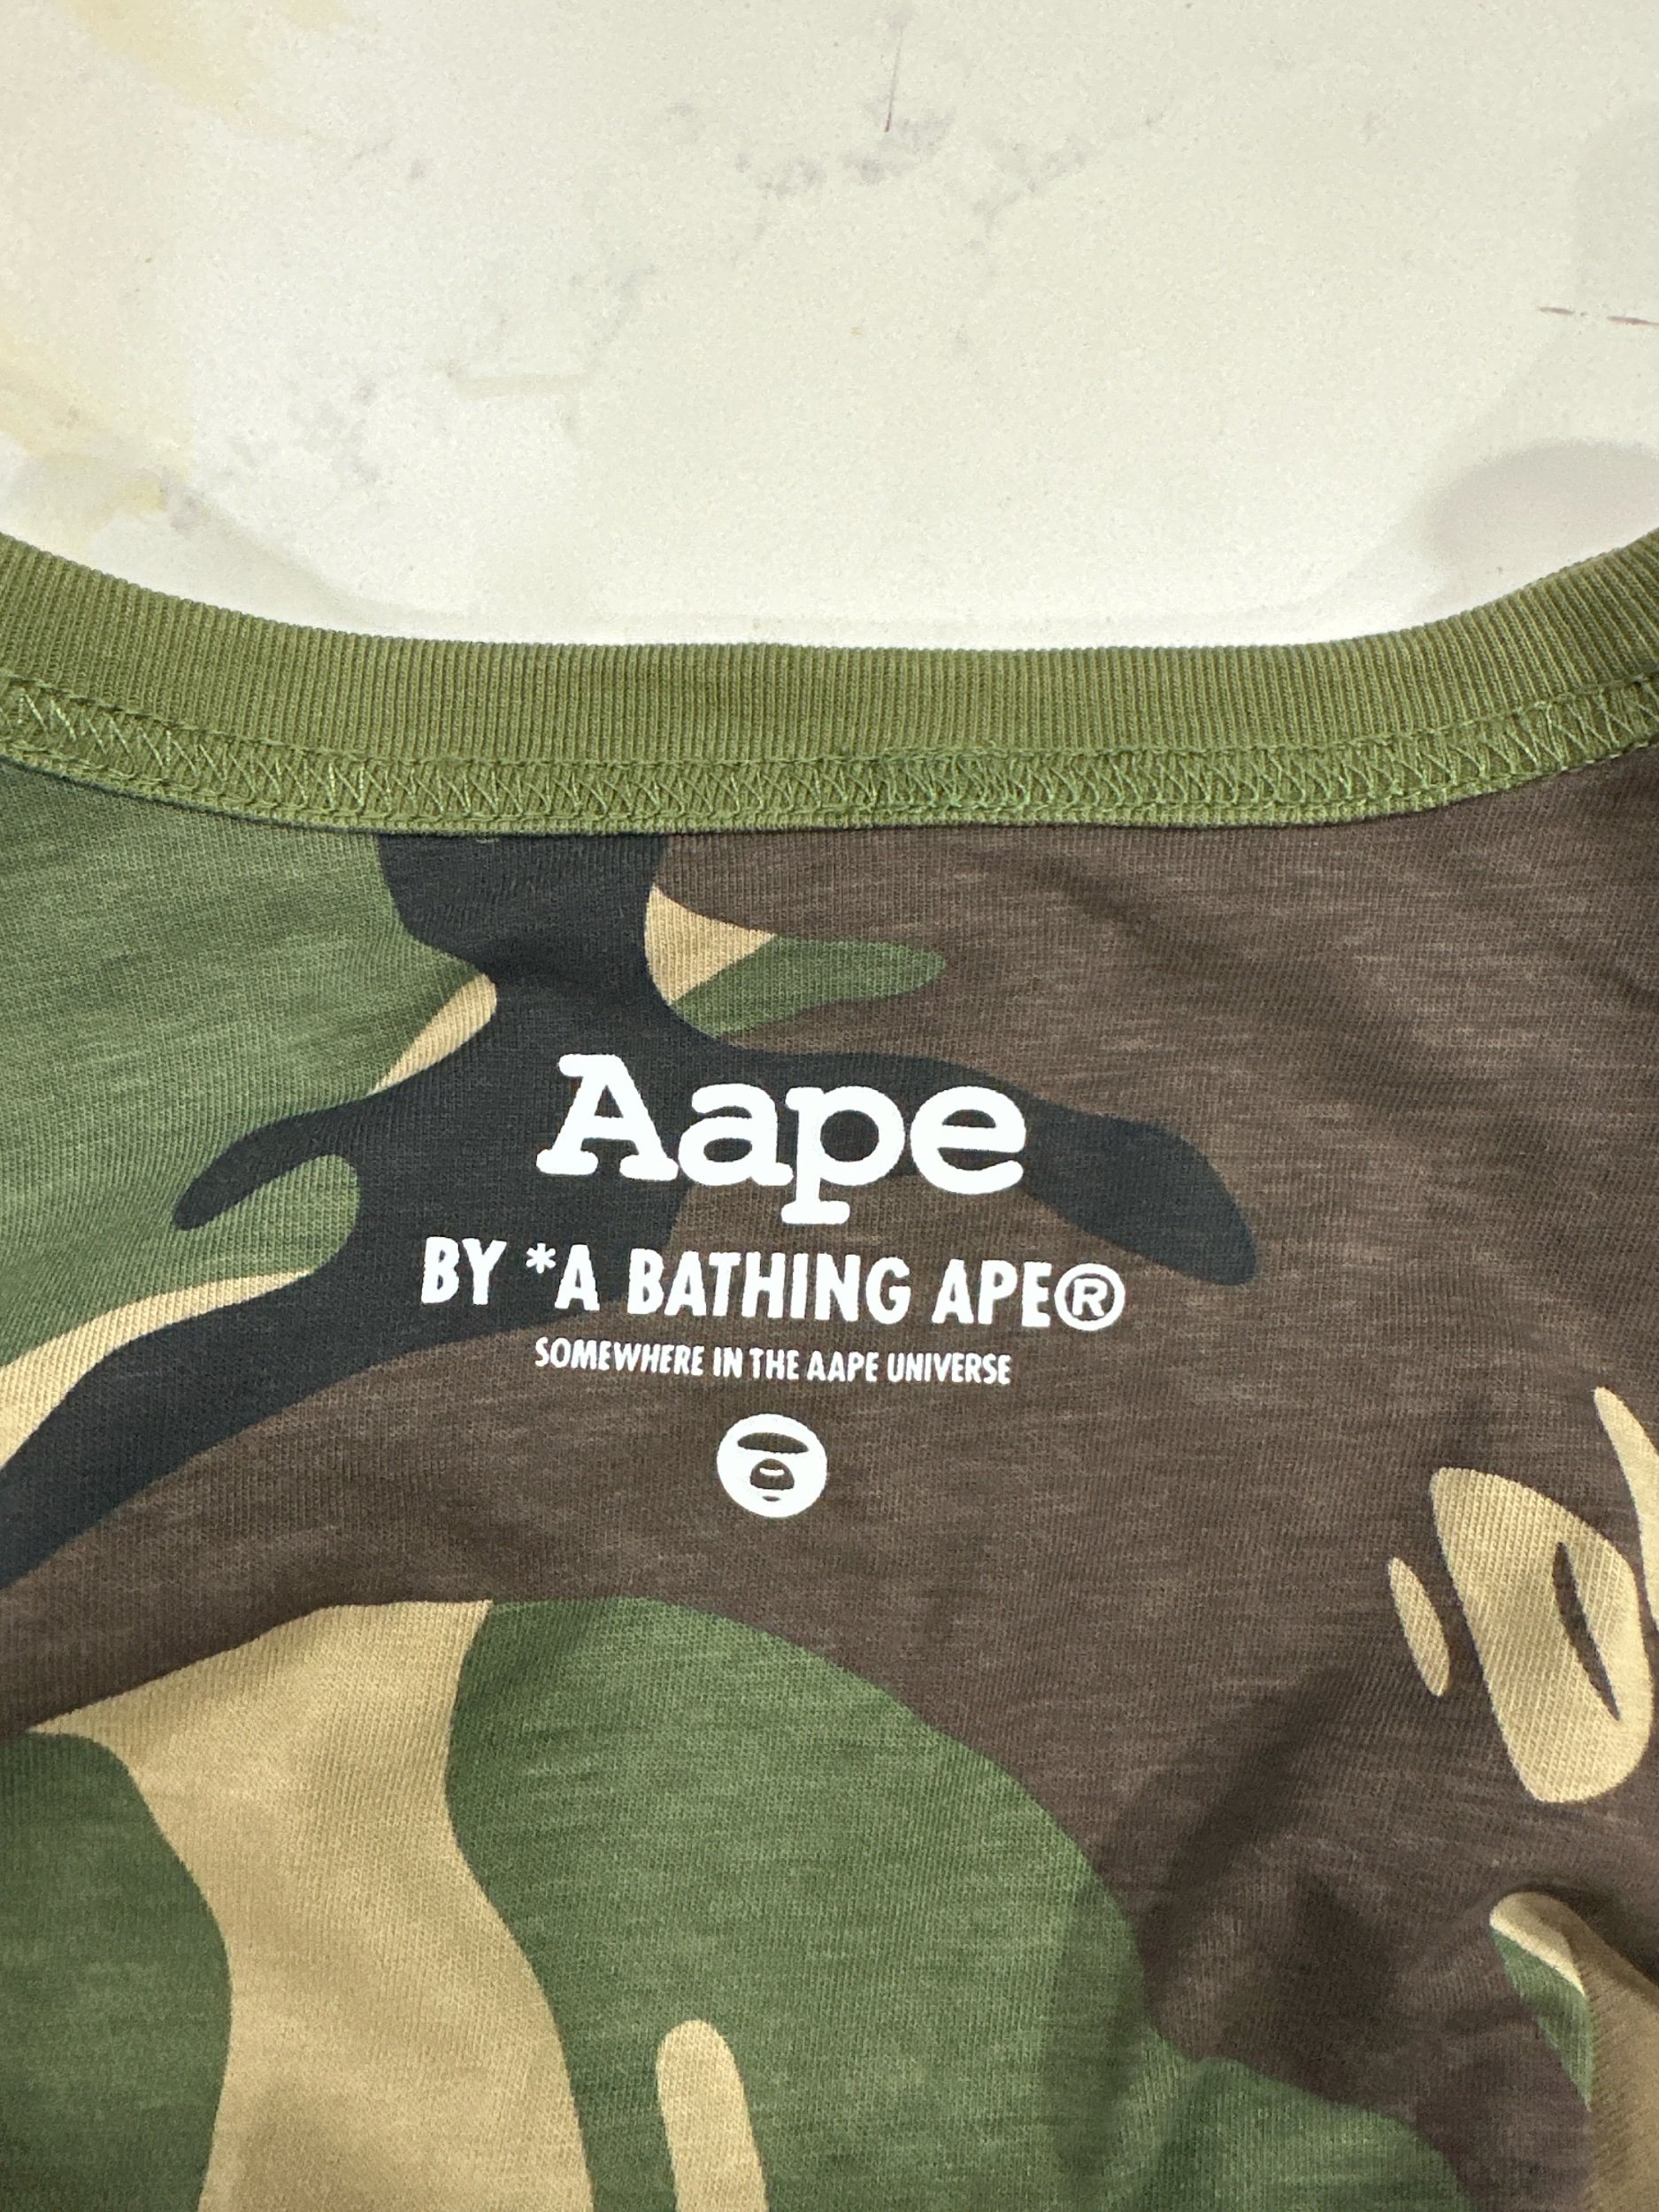 Aape
BY *A BATHING APE®
SOMEWHERE IN THE AAPE UNIVERSE